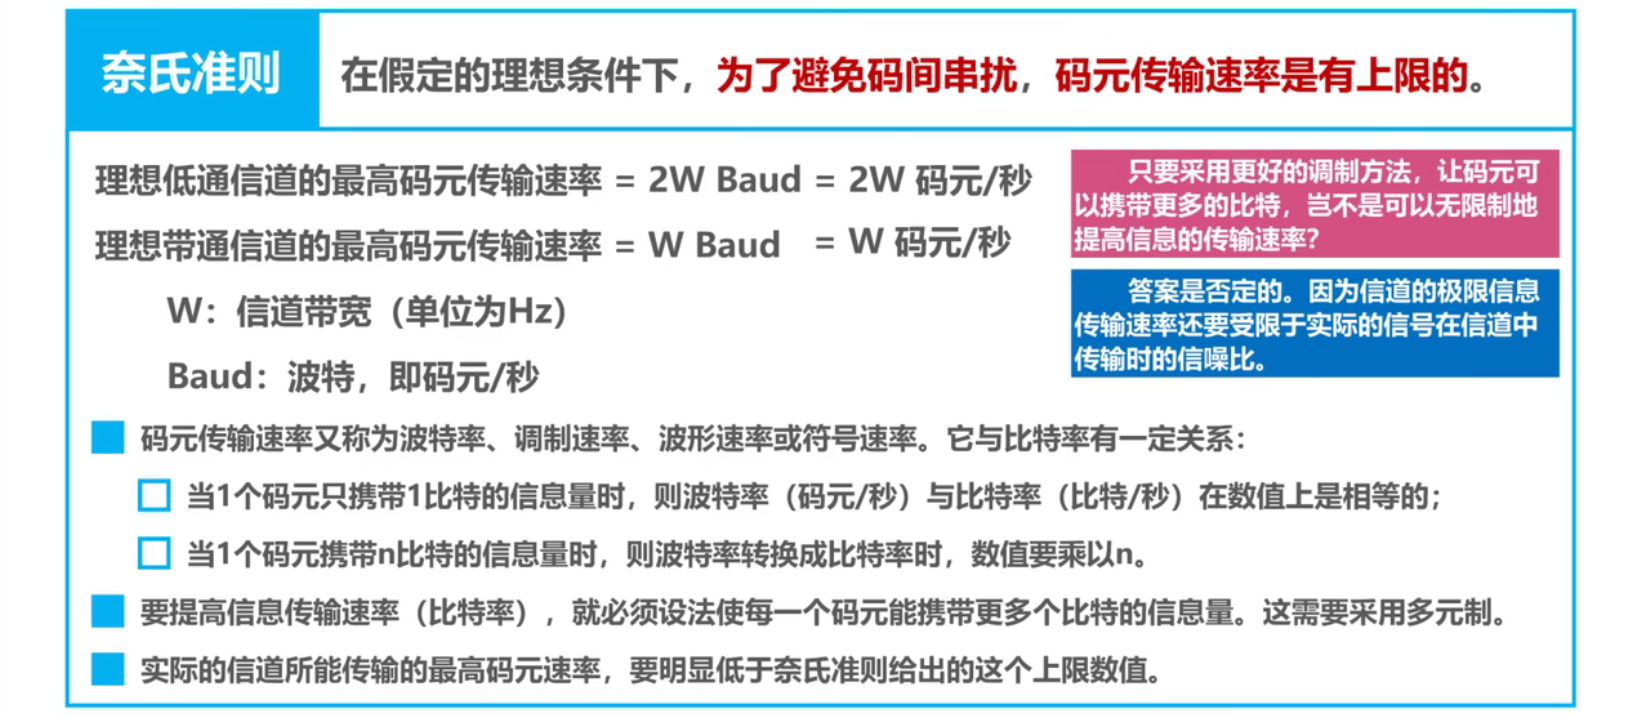 奈氏准则
在假定的理想条件下，为了避免码间串扰，码元传输速率是有上限的。
理想低通信道的最高码元传输速率 = 2W Baud = 2W 码元/秒
理想带通信道的最高码元传输速率 = W Baud = W 码元/秒
W：信道带宽（单位为Hz）
Baud：波特，即码元/秒
只要采用更好的调制方法，让码元可
以携带更多的比特，岂不是可以无限制地
提高信息的传输速率？
答案是否定的。因为信道的极限信息
传输速率还要受限于实际的信号在信道中
传输时的信噪比。
码元传输速率又称为波特率、调制速率、波形速率或符号速率。它与比特率有一定关系：
当1个码元只携带1比特的信息量时，则波特率（码元/秒）与比特率（比特/秒）在数值上是相等的；
当1个码元携带n比特的信息量时，则波特率转换成比特率时，数值要乘以n。
要提高信息传输速率（比特率），就必须设法使每一个码元能携带更多个比特的信息量。这需要采用多元制。
实际的信道所能传输的最高码元速率，要明显低于奈氏准则给出的这个上限数值。